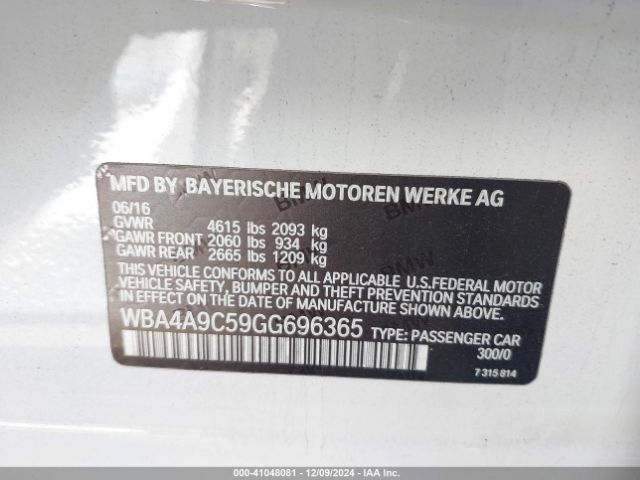 MFD BY BAYERISCHE MOTOREN WERKE AG
06/16
GVWR 4615 lbs 2093 kg
GAWR FRONT 2060 lbs 934 kg
GAWR REAR 2665 lbs 1209 kg
THIS VEHICLE CONFORMS TO ALL APPLICABLE U.S.FEDERAL MOTOR
VEHICLE SAFETY, BUMPER AND THEFT PREVENTION STANDARDS
IN EFFECT ON THE DATE OF MANUFACTURE SHOWN ABOVE.
WBA4A9C59GG696365 TYPE: PASSENGER CAR
300/0
7 315 814
000-41048081 - 12/09/2024 - IAA Inc.